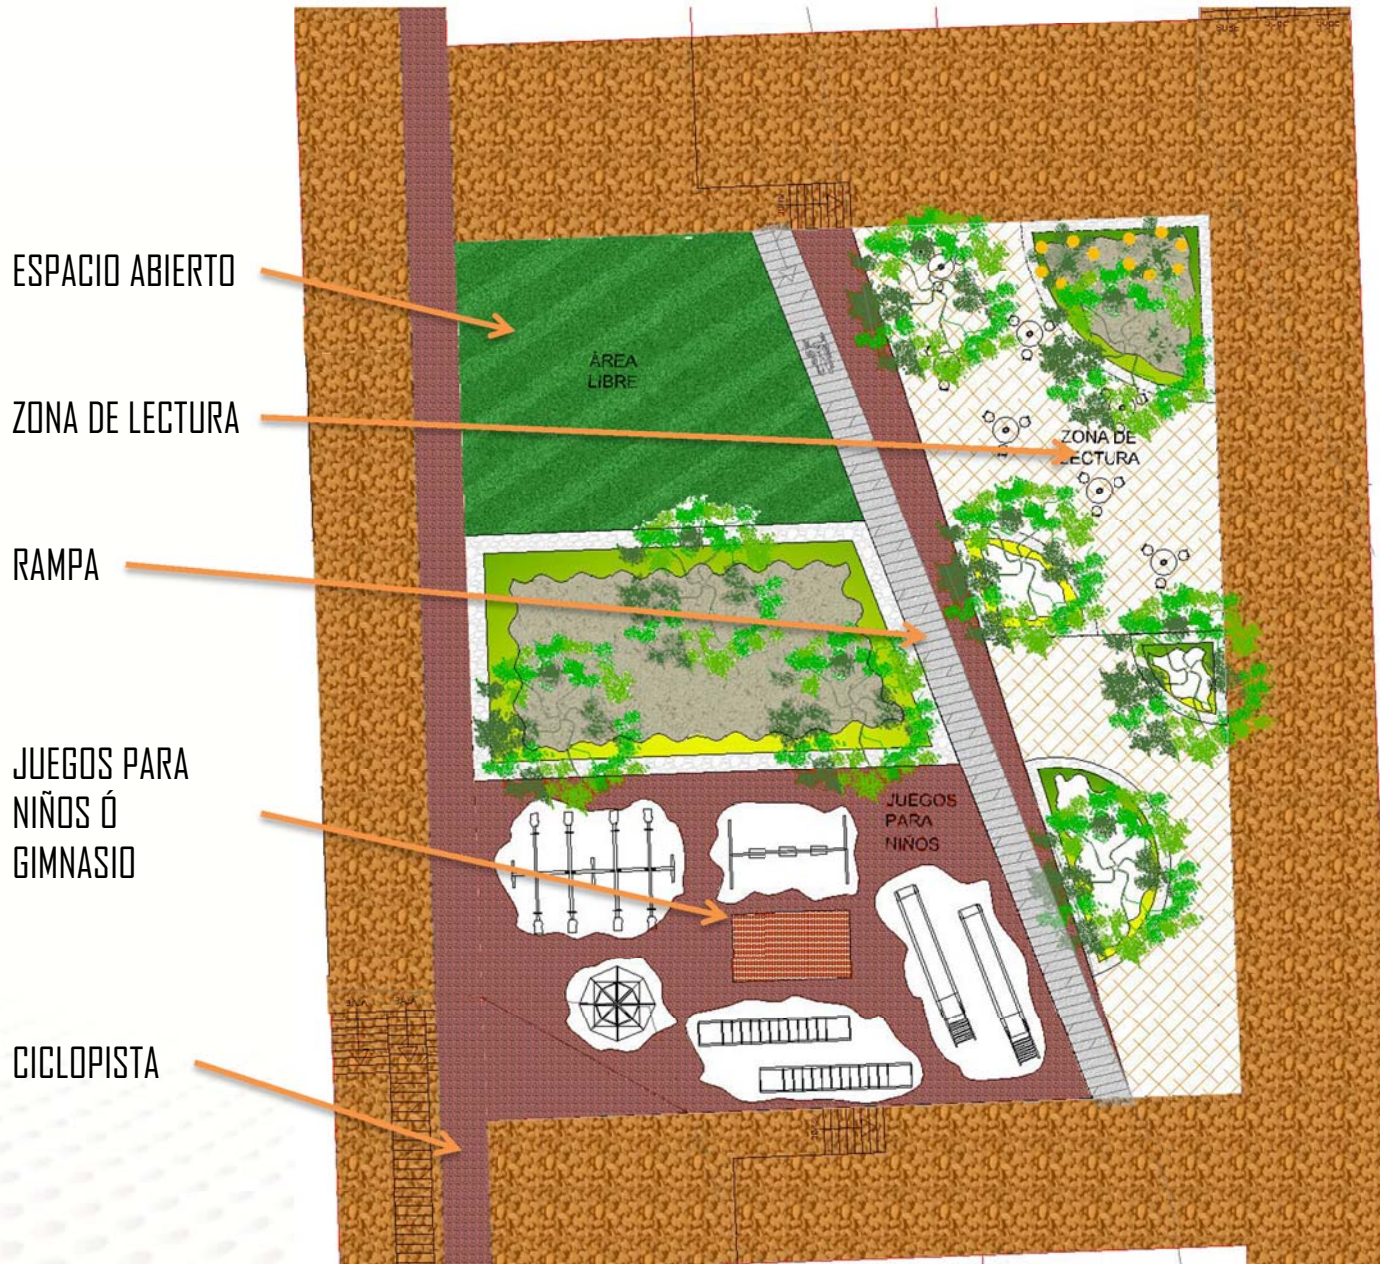 ESPACIO ABIERTO
ZONA DE LECTURA
RAMPA
JUEGOS PARA
NIÑOS Ó
GIMNASIO
CICLOPISTA
ÁREA
LIBRE
ZONA DE
LECTURA
JUEGOS
PARA
NIÑOS